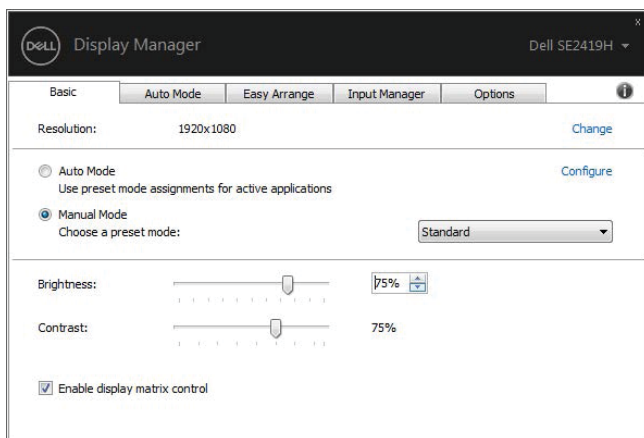 x
DELL Display Manager Dell SE2419H
Basic Auto Mode Easy Arrange Input Manager Options i
Resolution: 1920x1080 Change
Auto Mode Configure
Use preset mode assignments for active applications
Manual Mode
Choose a preset mode: Standard
Brightness: 75%
Contrast: 75%
Enable display matrix control